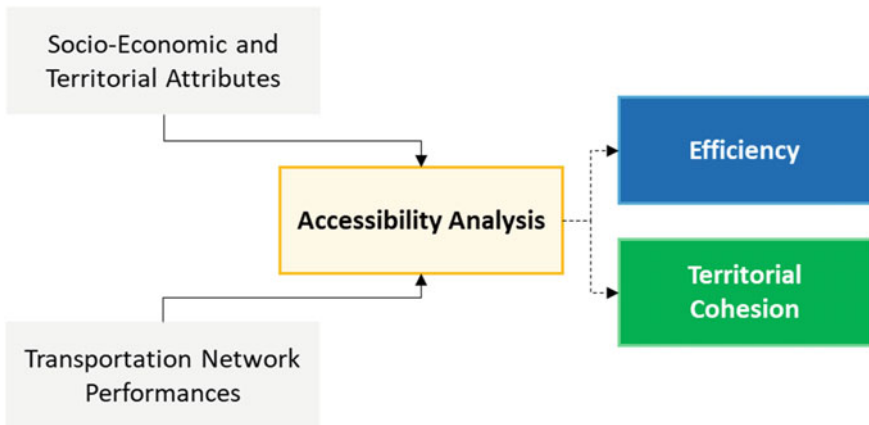 Socio-Economic and
Territorial Attributes
Efficiency
Accessibility Analysis
Territorial
Cohesion
Transportation Network
Performances